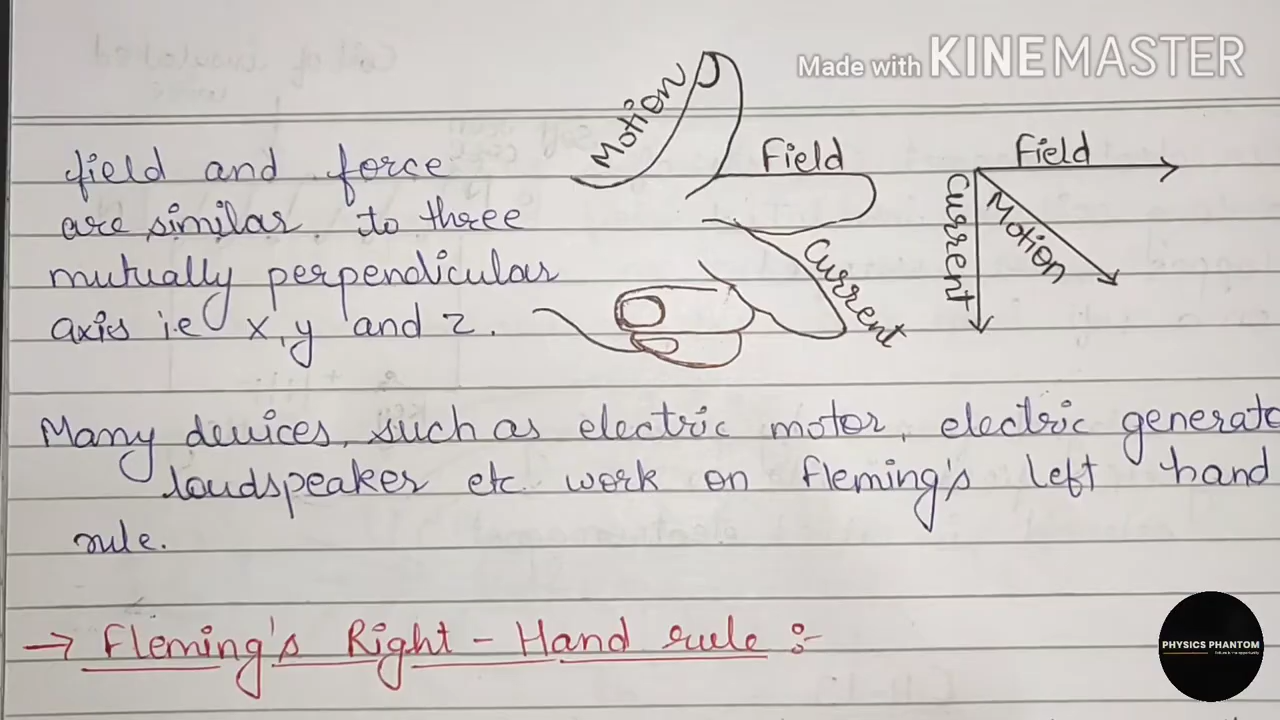 Made with KINEMASTER
field and force
are similar to three
mutually perpendicular
axis i.e x, y and z.
Motion
Field
Current
Field
Current
Motion
Many devices, such as electric motor, electric generato
loudspeaker etc. work on fleming's left hand
rule.
→ Fleming's Right - Hand rule :-
PHYSICS PHANTOM